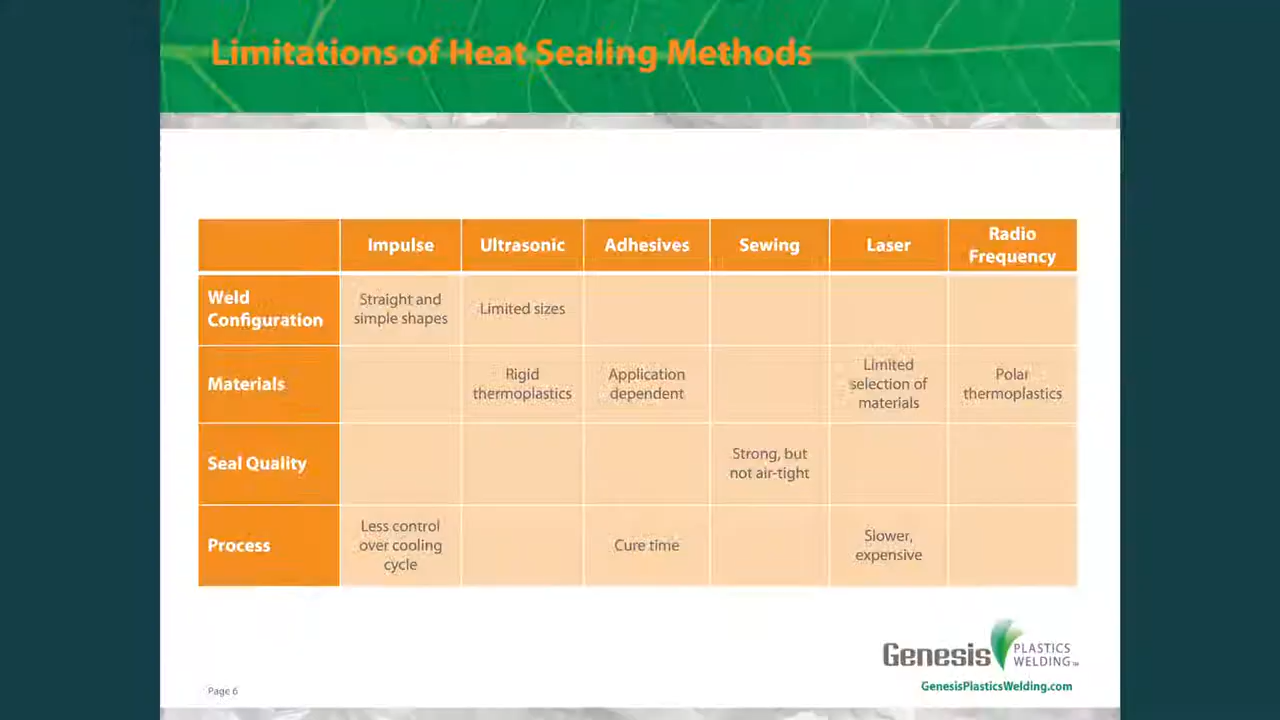 Limitations of Heat Sealing Methods
Impulse
Ultrasonic
Adhesives
Sewing
Laser
Radio
Frequency
Weld
Configuration
Straight and
simple shapes
Limited sizes
Materials
Rigid
thermoplastics
Application
dependent
Limited
selection of
materials
Polar
thermoplastics
Seal Quality
Strong, but
not air-tight
Process
Less control
over cooling
cycle
Cure time
Slower,
expensive
Genesis PLASTICS
WELDING™
GenesisPlasticsWelding.com
Page 6